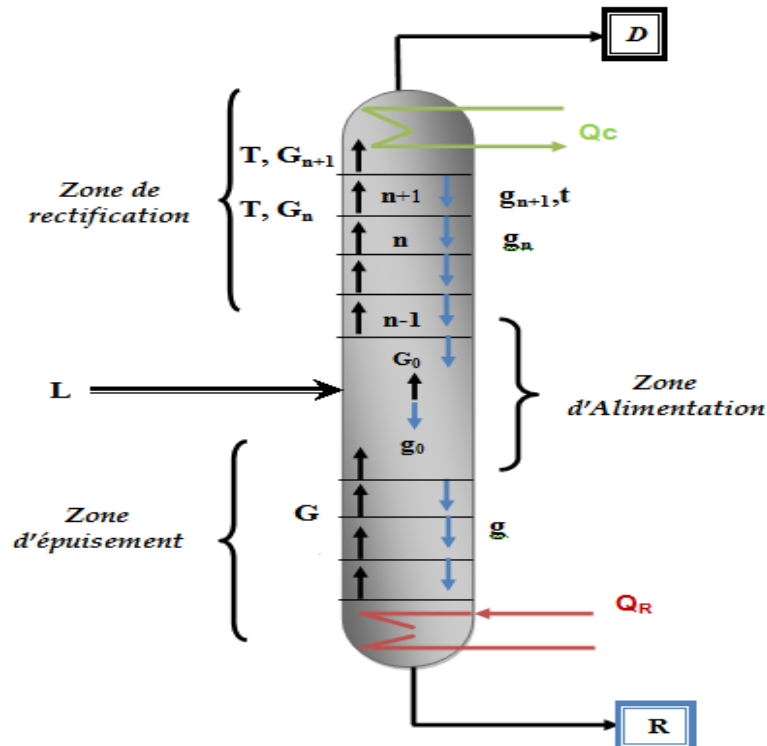 D
Qc
T, Gn+1
n+1
gn+1,t
Zone de
rectification
T, Gn
n
gn
n-1
G0
L
Zone
d'Alimentation
g0
Zone
d'épuisement
G
g
QR
R